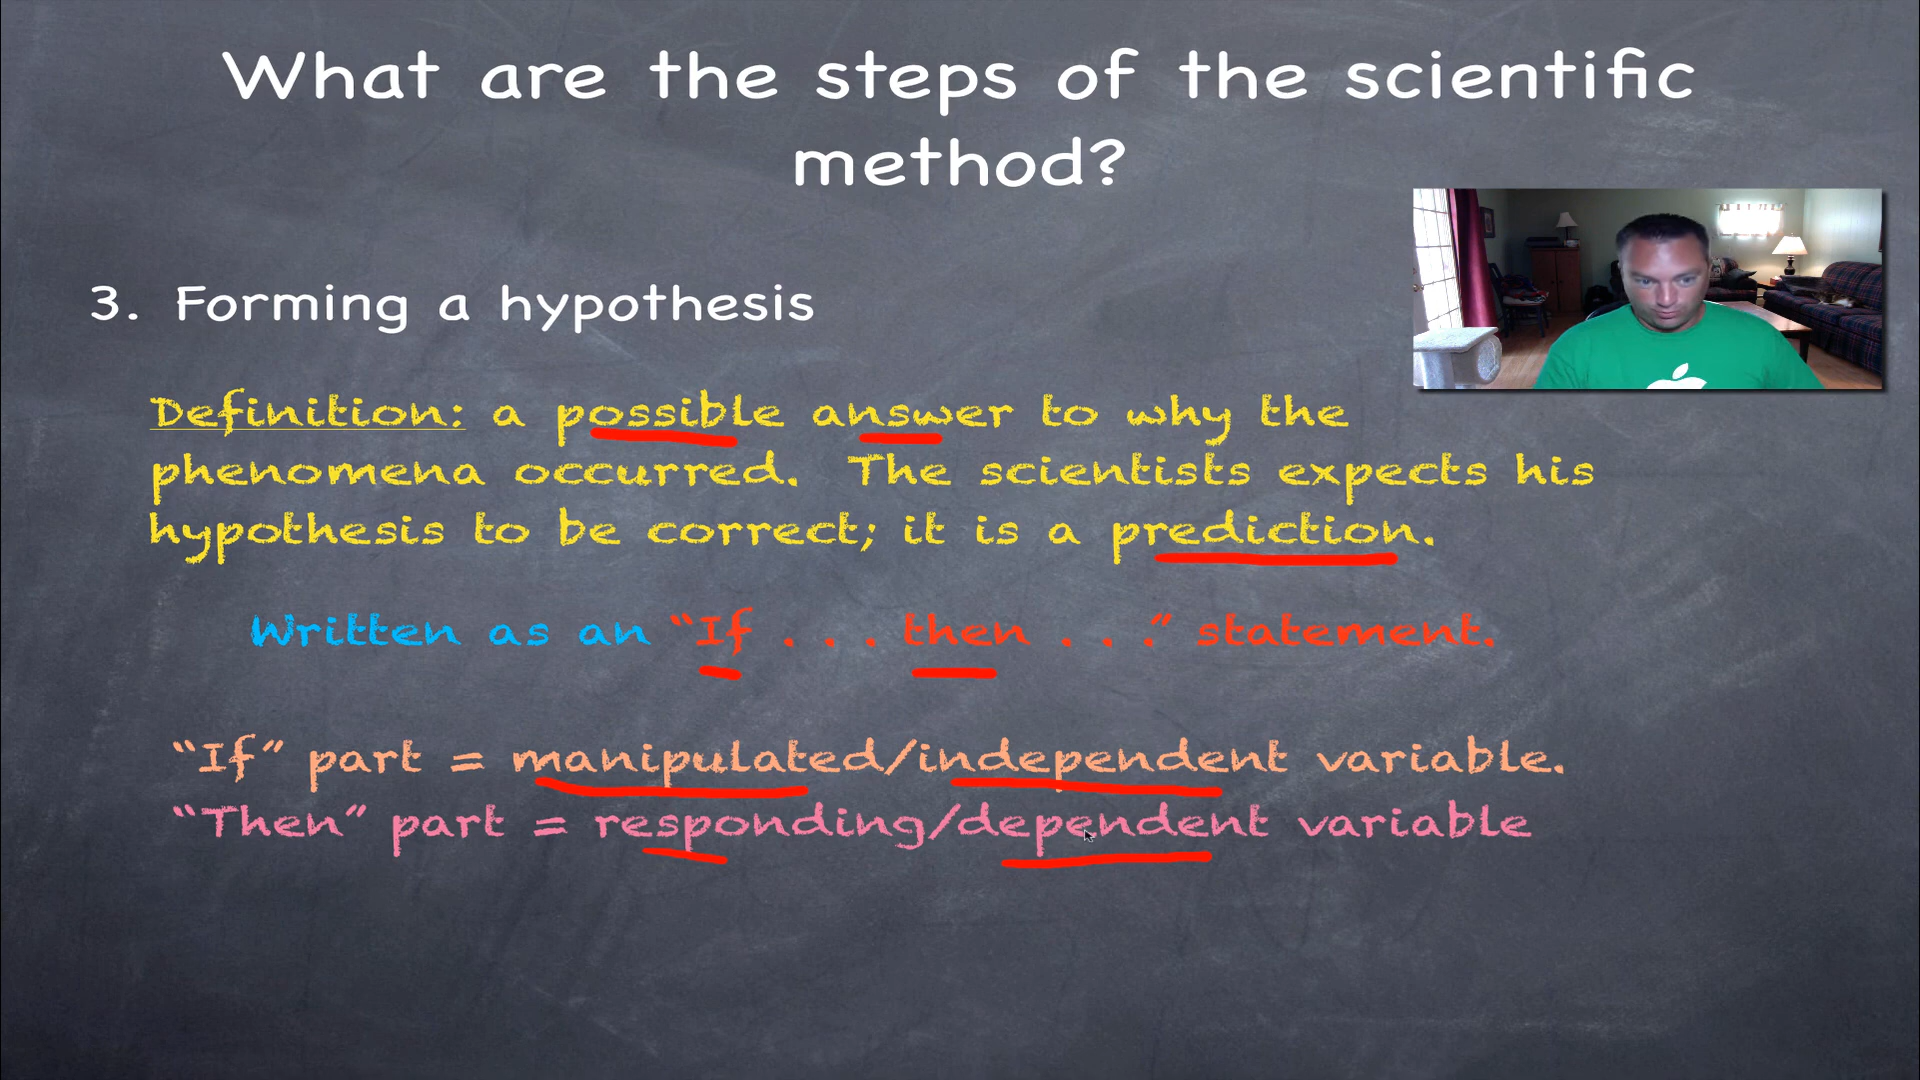 What are the steps of the scientific
method?
3. Forming a hypothesis
Definition: a possible answer to why the
phenomena occurred. The scientists expects his
hypothesis to be correct; it is a prediction.
Written as an “If . . . then . . .” statement.
“If” part = manipulated/independent variable.
“Then” part = responding/dependent variable